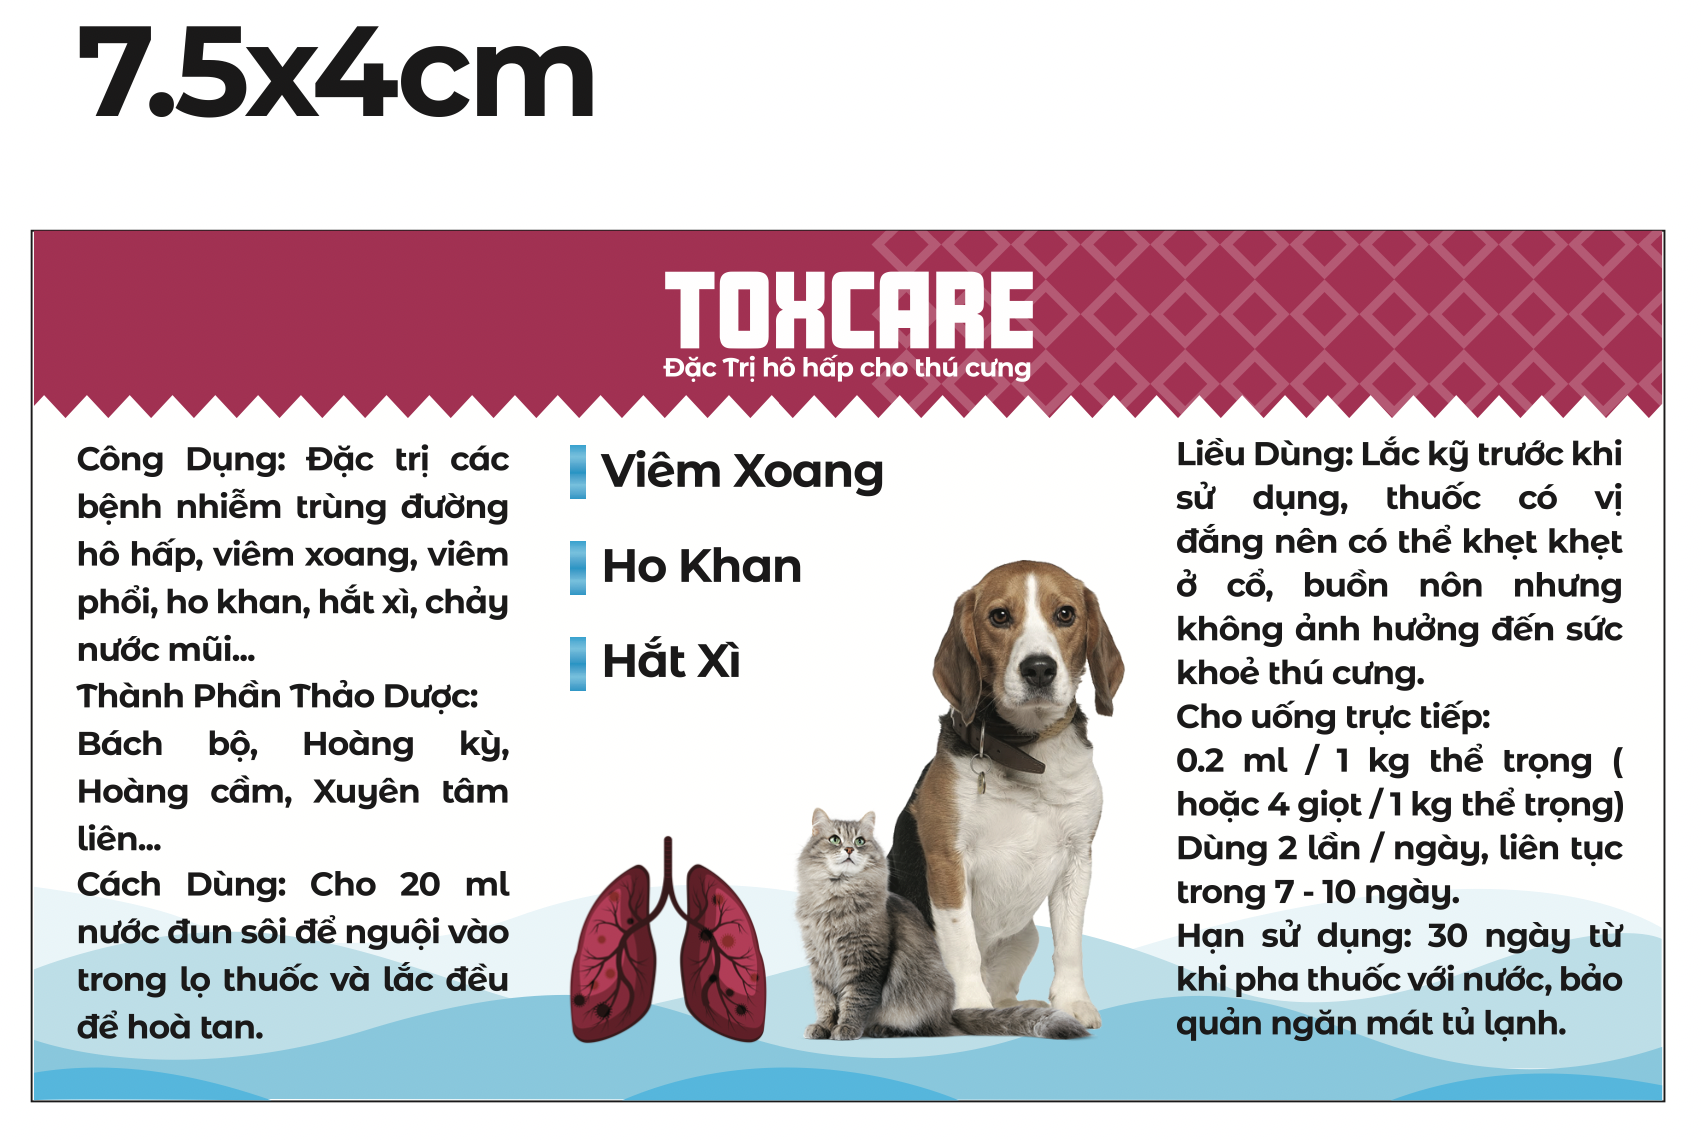 7.5x4cm
TOXCARE
Đặc Trị hô hấp cho thú cưng
Công Dụng: Đặc trị các
bệnh nhiễm trùng đường
hô hấp, viêm xoang, viêm
phổi, ho khan, hắt xì, chảy
nước mũi...
Thành Phần Thảo Dược:
Bách bộ, Hoàng kỳ,
Hoàng cầm, Xuyên tâm
liên...
Cách Dùng: Cho 20 ml
nước đun sôi để nguội vào
trong lọ thuốc và lắc đều
để hoà tan.
Viêm Xoang
Ho Khan
Hắt Xì
Liều Dùng: Lắc kỹ trước khi
sử dụng, thuốc có vị
đắng nên có thể khẹt khẹt
ở cổ, buồn nôn nhưng
không ảnh hưởng đến sức
khoẻ thú cưng.
Cho uống trực tiếp:
0.2 ml / 1 kg thể trọng (
hoặc 4 giọt / 1 kg thể trọng)
Dùng 2 lần / ngày, liên tục
trong 7 - 10 ngày.
Hạn sử dụng: 30 ngày từ
khi pha thuốc với nước, bảo
quản ngăn mát tủ lạnh.